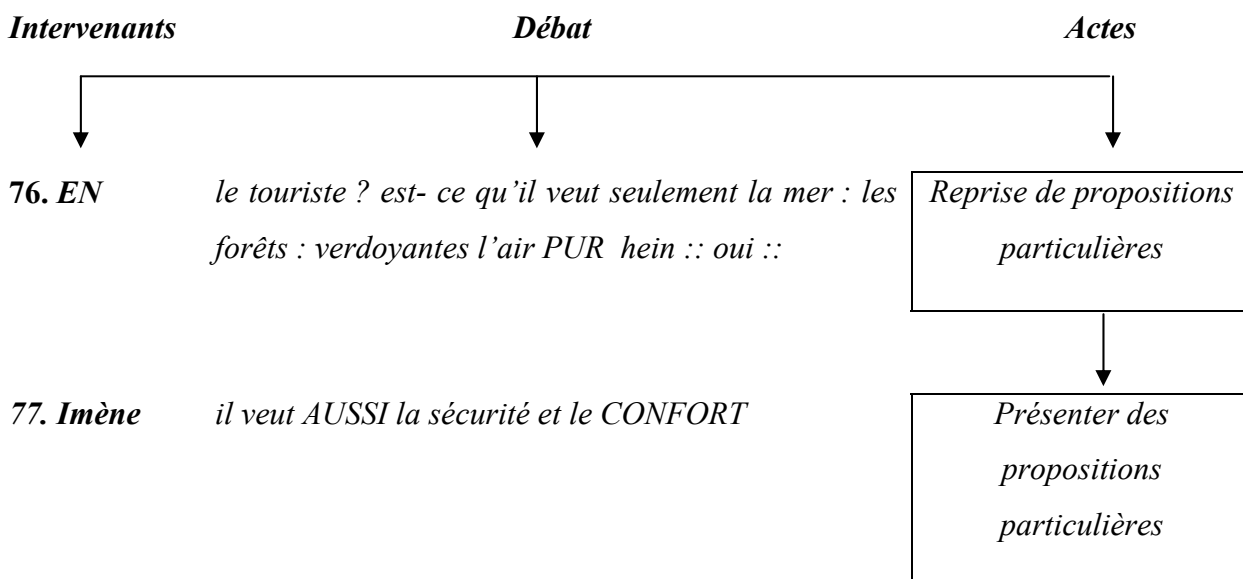 Intervenants Débat Actes
76. EN le touriste ? est- ce qu’il veut seulement la mer : les Reprise de propositions
forêts : verdoyantes l’air PUR hein :: oui :: particulières
77. Imène il veut AUSSI la sécurité et le CONFORT Présenter des
propositions
particulières